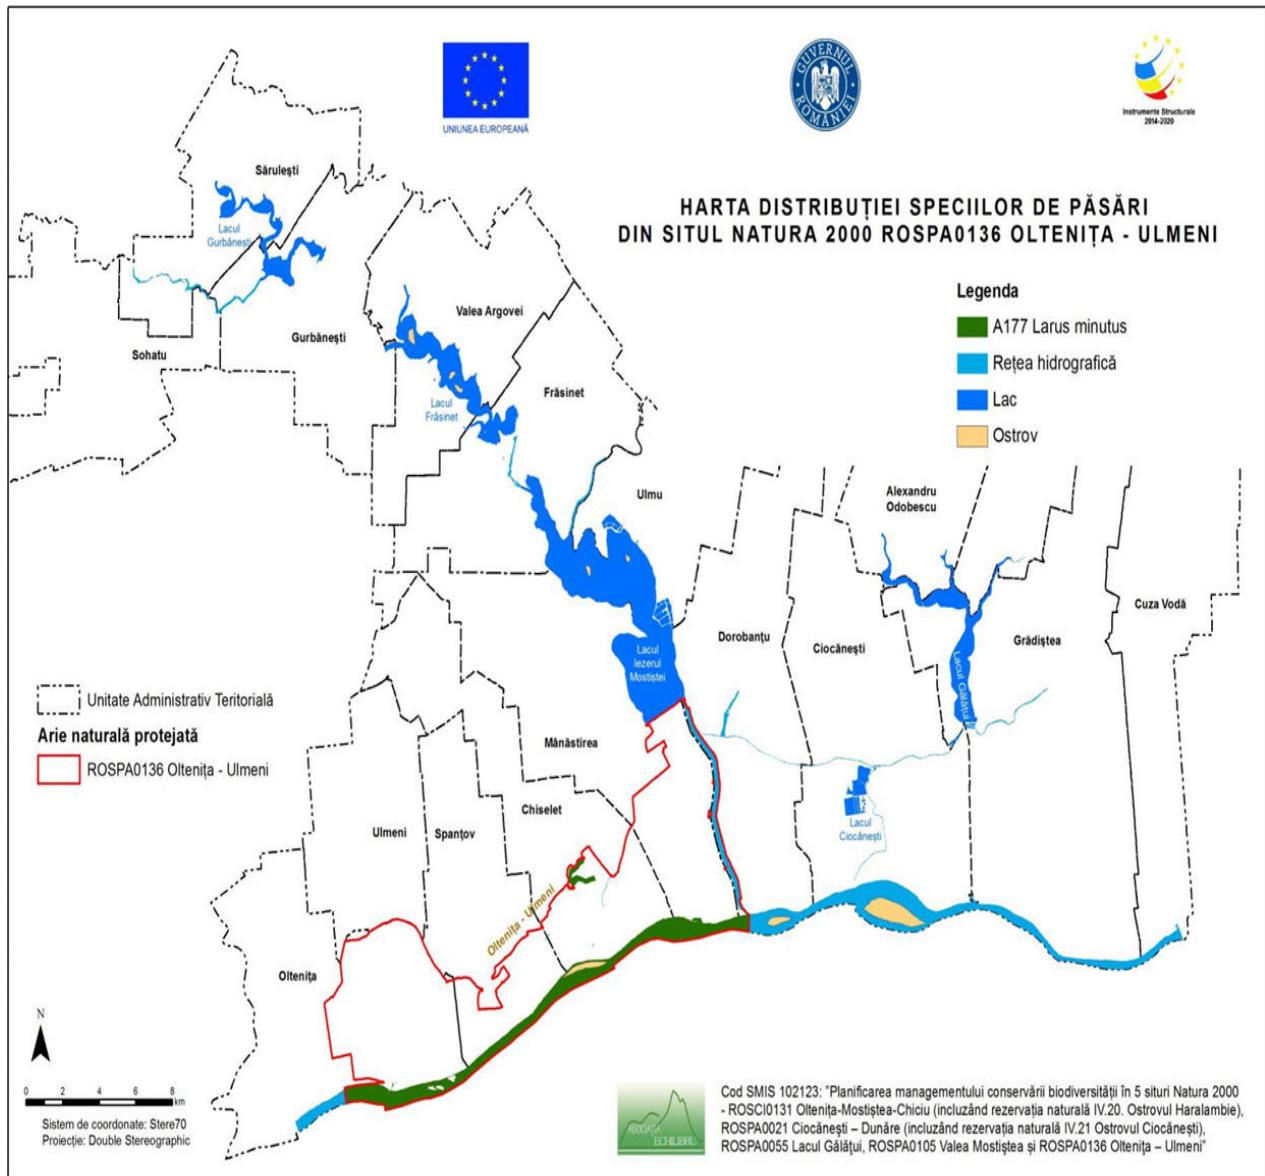 UNIUNEA EUROPEANĂ
GUVERNUL ROMÂNIEI
Instrumente Structurale
2014-2020
HARTA DISTRIBUȚIEI SPECIILOR DE PĂSĂRI
DIN SITUL NATURA 2000 ROSPA0136 OLTENIȚA - ULMENI
Legenda
A177 Larus minutus
Rețea hidrografică
Lac
Ostrov
Sărulești
Lacul
Gurbănești
Sohatu
Gurbănești
Valea Argovei
Lacul
Frăsinet
Frăsinet
Ulmu
Alexandru
Odobescu
Cuza Vodă
Dorobanțu
Ciocănești
Grădiștea
Lacul
Iezerul
Mostiștei
Lacul Gălățui
Unitate Administrativ Teritorială
Arie naturală protejată
ROSPA0136 Oltenița - Ulmeni
Mânăstirea
Chiselet
Ulmeni
Spanțov
Lacul
Ciocănești
Oltenița - Ulmeni
Oltenița
N
0 2 4 6 8
km
Sistem de coordonate: Stere70
Proiecție: Double Stereographic
ASOCIAȚIA
ECHILIBRU
Cod SMIS 102123: "Planificarea managementului conservării biodiversității în 5 situri Natura 2000
- ROSCI0131 Oltenița-Mostiștea-Chiciu (incluzând rezervația naturală IV.20. Ostrovul Haralambie),
ROSPA0021 Ciocănești – Dunăre (incluzând rezervația naturală IV.21 Ostrovul Ciocănești),
ROSPA0055 Lacul Gălățui, ROSPA0105 Valea Mostiștea și ROSPA0136 Oltenița – Ulmeni"